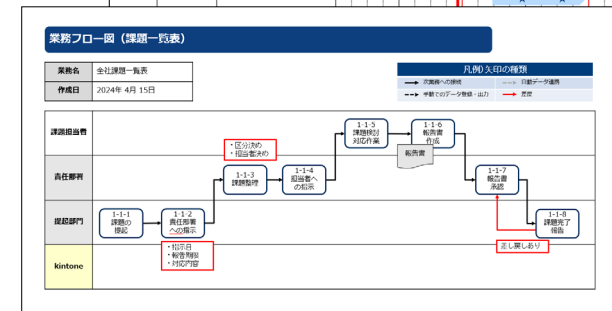 業務フロー図（課題一覧表）
業務名
全社課題一覧表
作成日
2024年 4月 15日
凡例）矢印の種類
次業務への接続
自動データ連携
手動でのデータ登録・出力
差戻
課題担当者
責任部署
提起部門
kintone
1-1-1
課題の
提起
1-1-2
責任部署
への指示
・指示日
・報告期限
・対応内容
・区分決め
・担当者決め
1-1-3
課題整理
1-1-4
担当者へ
の指示
1-1-5
課題検討
対応作業
1-1-6
報告書
作成
報告書
1-1-7
報告書
承認
1-1-8
課題完了
報告
差し戻しあり